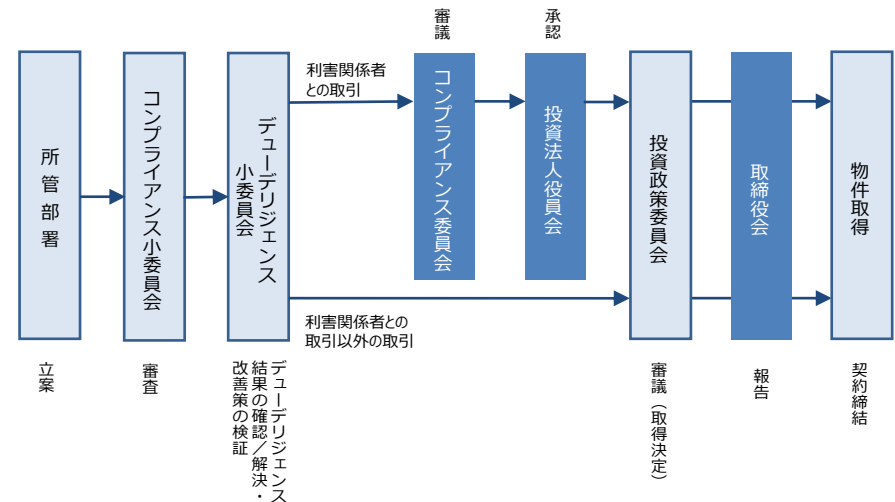 所管部署
立案
コンプライアンス小委員会
審査
デューデリジェンス
小委員会
デューデリジェンス
結果の確認／解決・
改善策の検証
利害関係者
との取引
審議
コンプライアンス委員会
承認
投資法人役員会
利害関係者との
取引以外の取引
投資政策委員会
審議（取得決定）
取締役会
報告
物件取得
契約締結